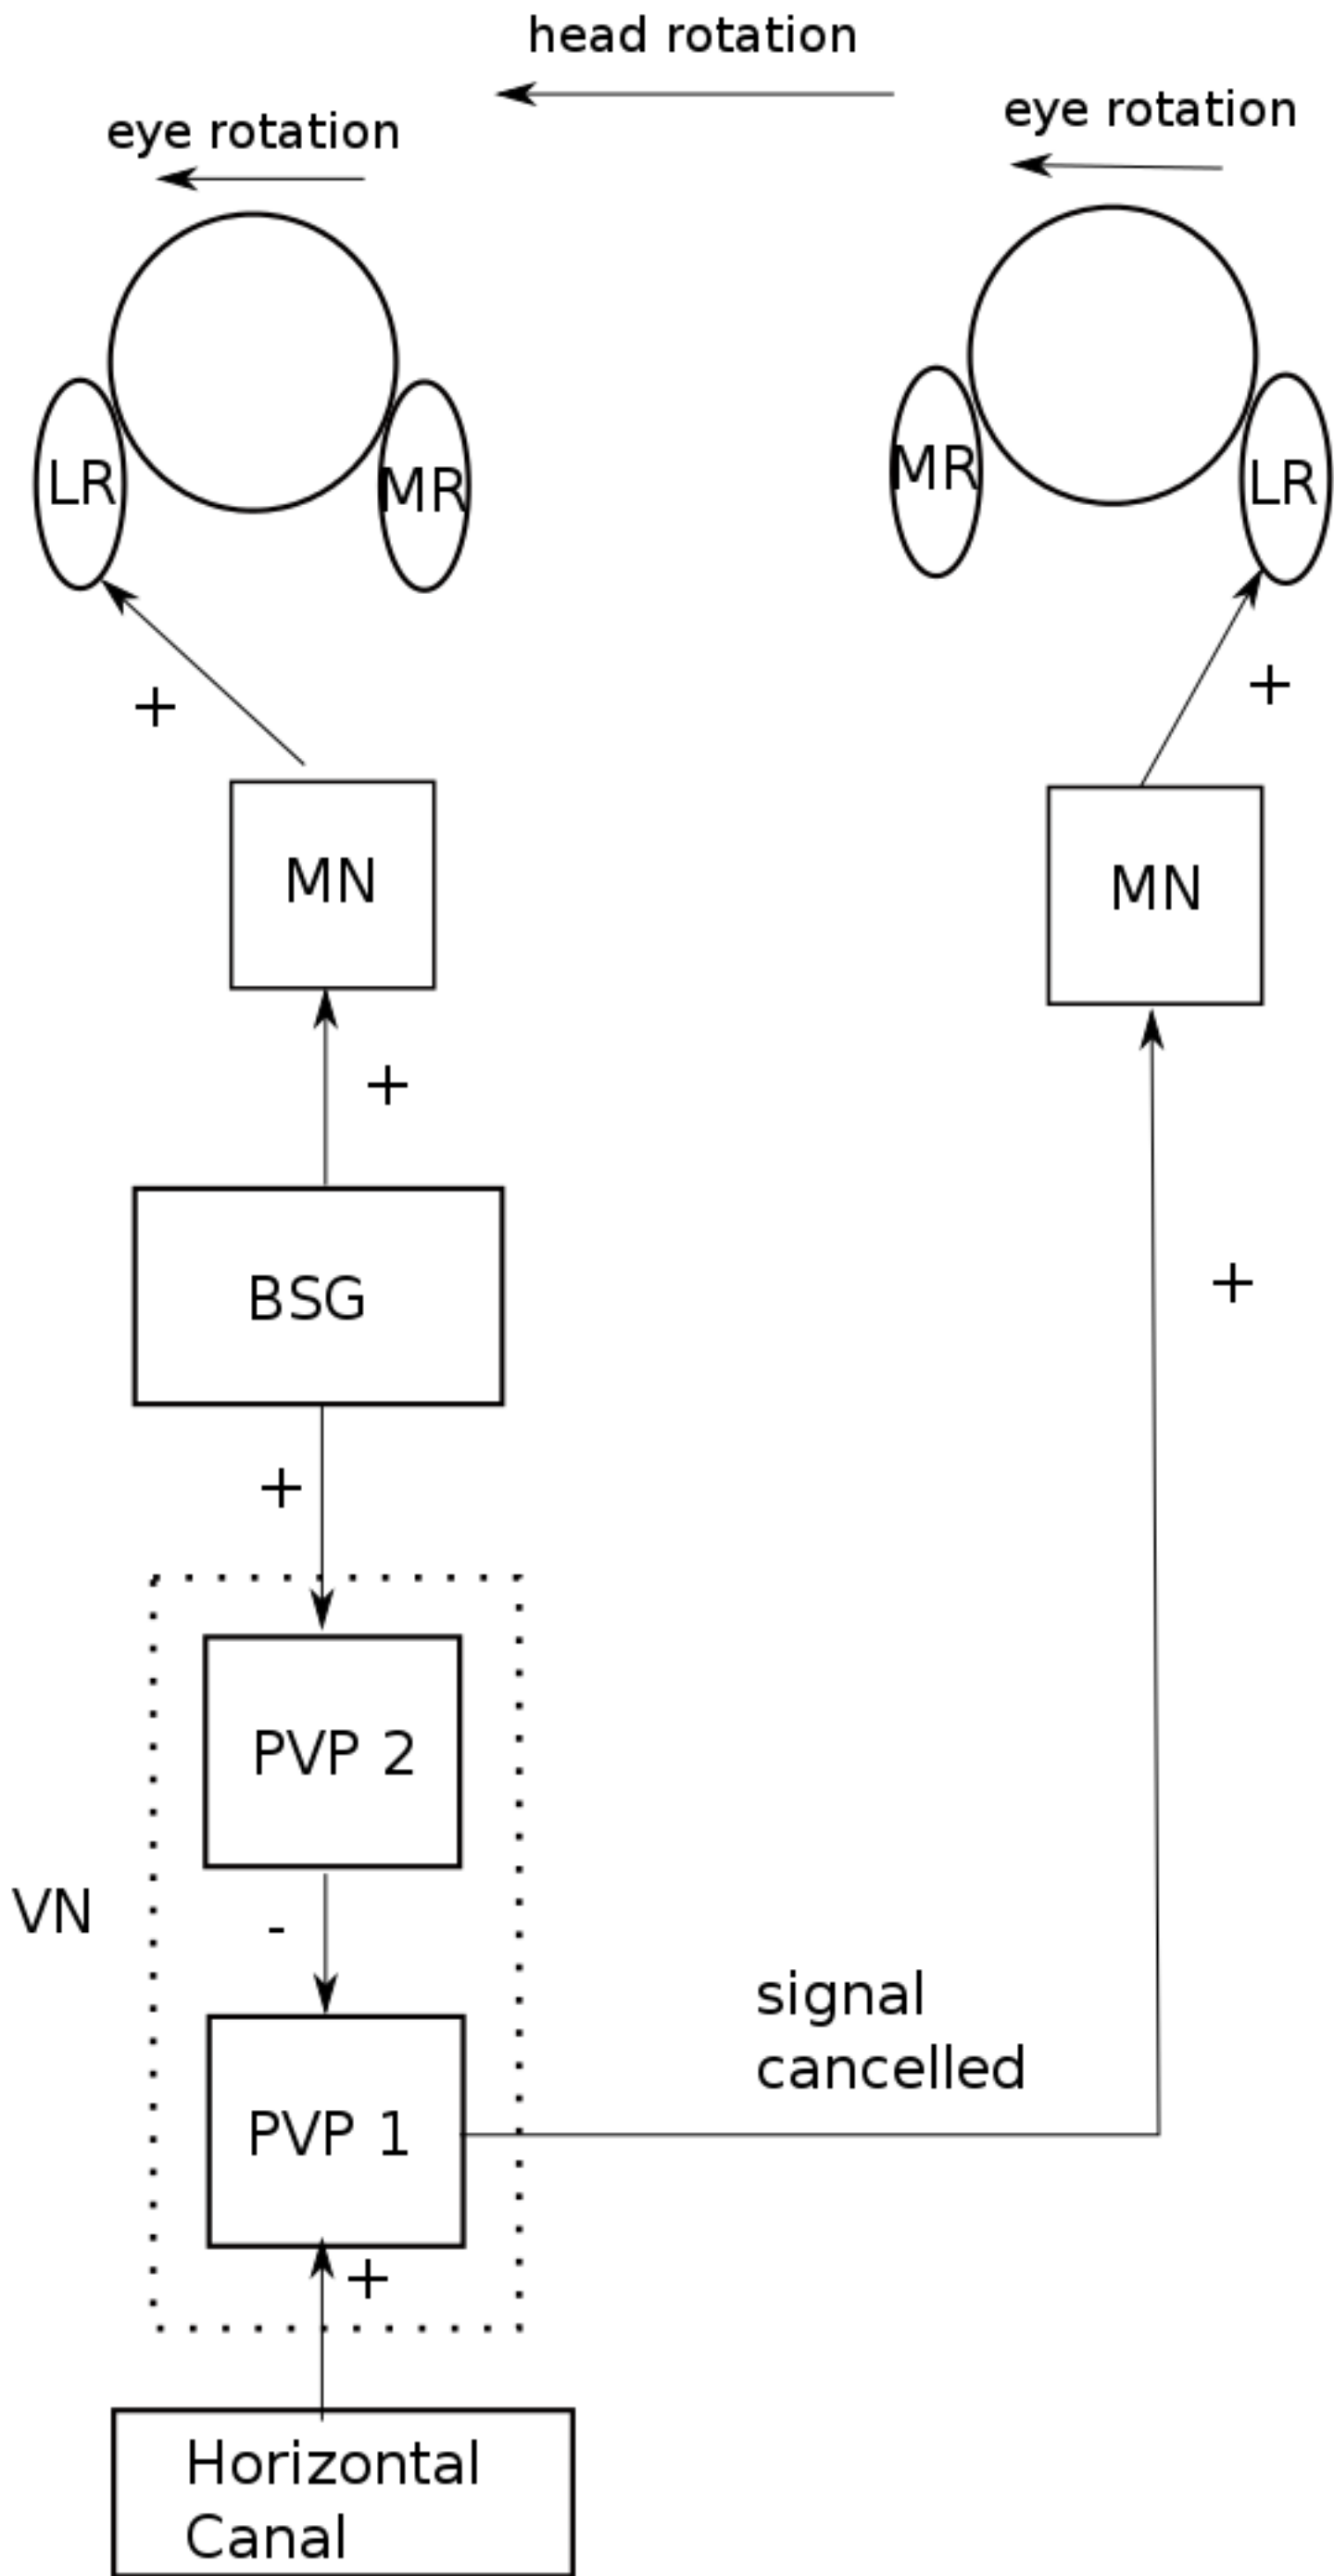 head rotation
eye rotation
eye rotation
LR
MR
MR
LR
+
+
MN
MN
+
BSG
+
+
PVP 2
VN
-
signal
cancelled
PVP 1
+
Horizontal
Canal